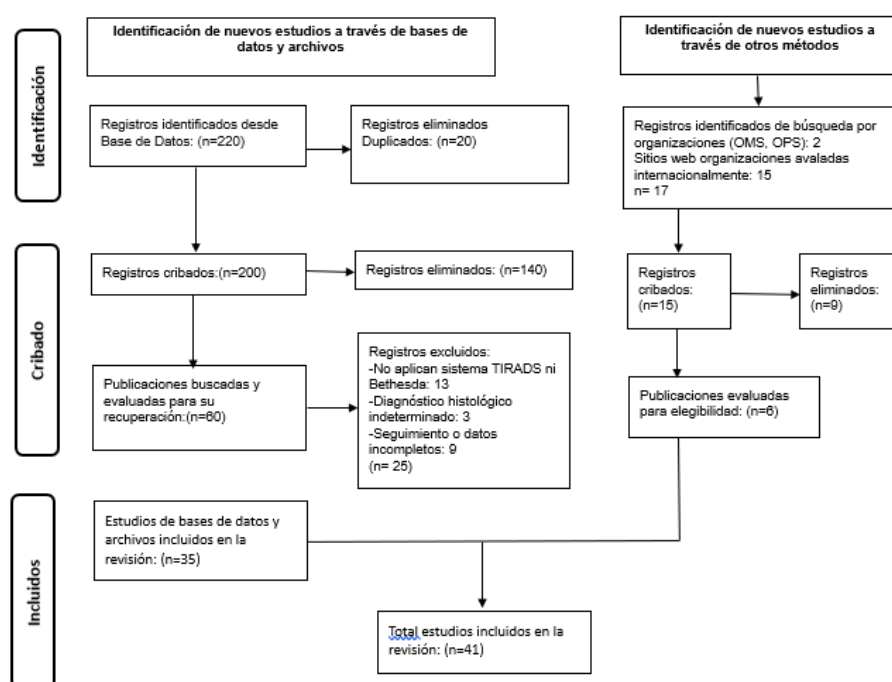 Identificación de nuevos estudios a través de bases de
datos y archivos
Identificación de nuevos estudios a
través de otros métodos
Identificación
Registros identificados desde
Base de Datos: (n=220)
Registros eliminados
Duplicados: (n=20)
Registros identificados de búsqueda por
organizaciones (OMS, OPS): 2
Sitios web organizaciones avaladas
internacionalmente: 15
n= 17
Cribado
Registros cribados:(n=200)
Registros eliminados: (n=140)
Registros
cribados:
(n=15)
Registros
eliminados:
(n=9)
Publicaciones buscadas y
evaluadas para su
recuperación:(n=60)
Registros excluidos:
-No aplican sistema TIRADS ni
Bethesda: 13
-Diagnóstico histológico
indeterminado: 3
-Seguimiento o datos
incompletos: 9
(n= 25)
Publicaciones evaluadas
para elegibilidad: (n=6)
Incluidos
Estudios de bases de datos y
archivos incluidos en la
revisión: (n=35)
Total estudios incluidos en la
revisión: (n=41)